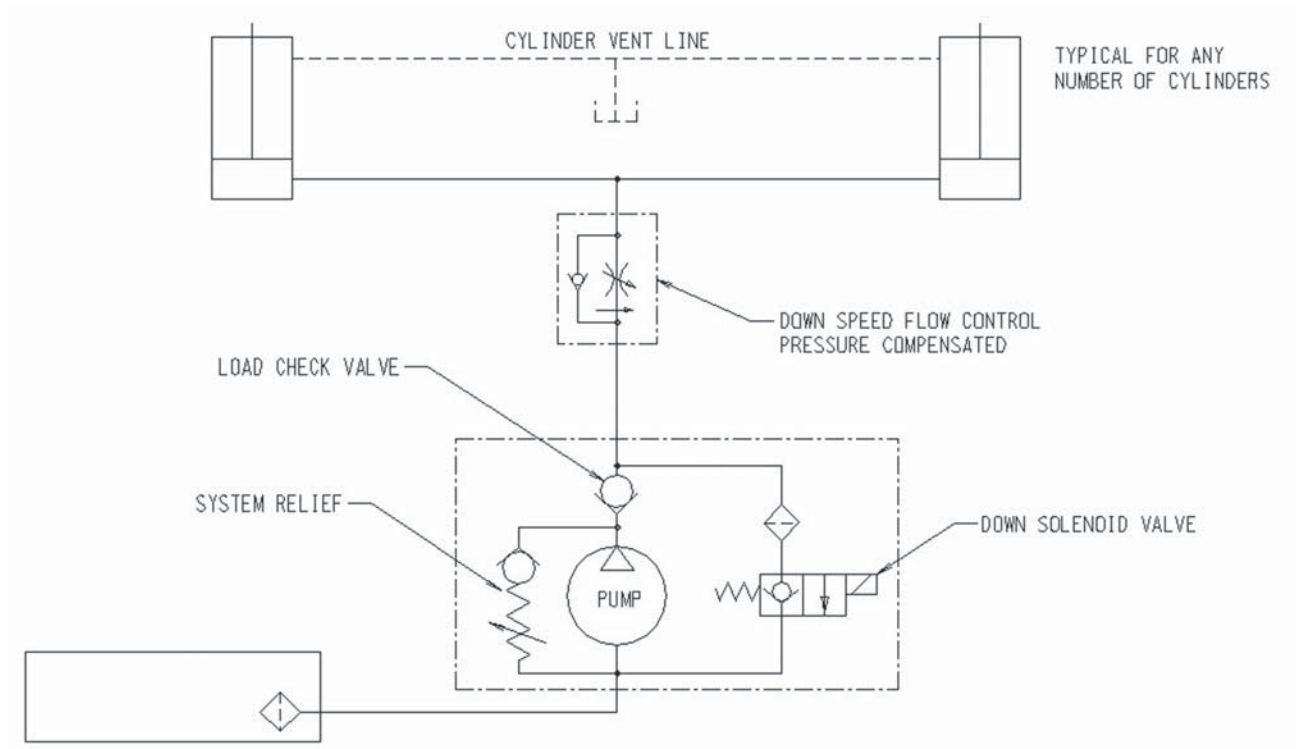 CYLINDER VENT LINE
TYPICAL FOR ANY
NUMBER OF CYLINDERS
DOWN SPEED FLOW CONTROL
PRESSURE COMPENSATED
LOAD CHECK VALVE
SYSTEM RELIEF
DOWN SOLENOID VALVE
PUMP